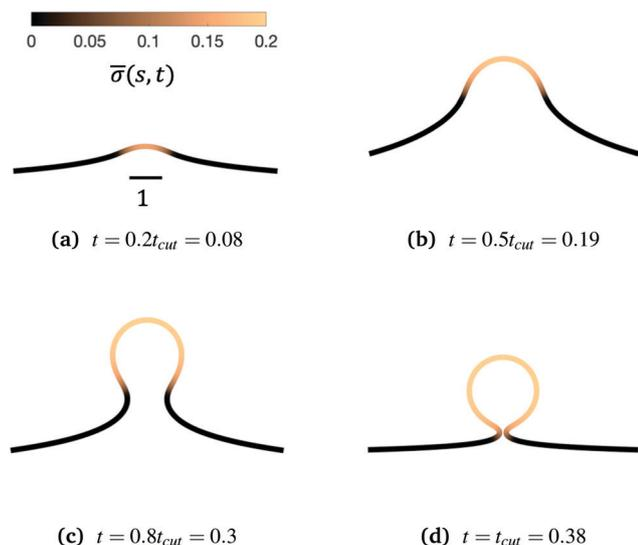 0 0.05 0.1 0.15 0.2
σ̅(s, t)
1
(a) t = 0.2t_cut = 0.08
(b) t = 0.5t_cut = 0.19
(c) t = 0.8t_cut = 0.3
(d) t = t_cut = 0.38